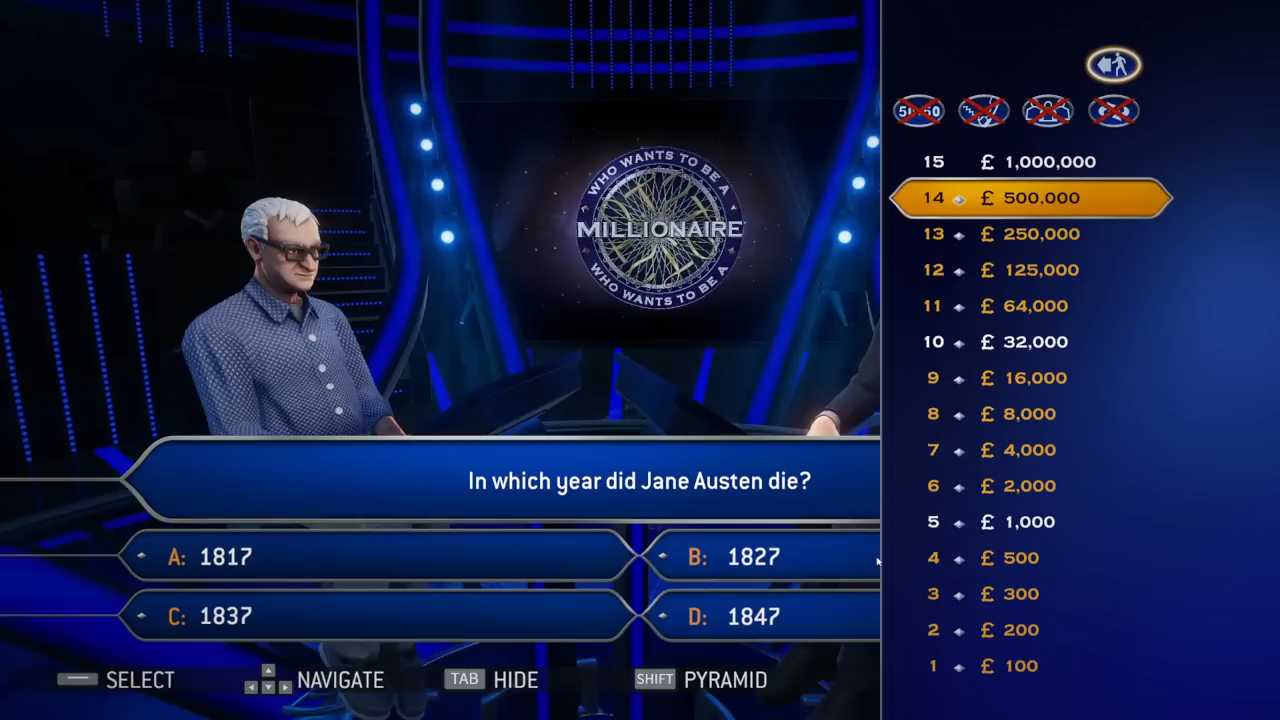 WHO WANTS TO BE A
MILLIONAIRE
WHO WANTS TO BE A
50:50
15 £ 1,000,000
14 £ 500,000
13 £ 250,000
12 £ 125,000
11 £ 64,000
10 £ 32,000
9 £ 16,000
8 £ 8,000
7 £ 4,000
6 £ 2,000
5 £ 1,000
4 £ 500
3 £ 300
2 £ 200
1 £ 100
In which year did Jane Austen die?
A: 1817
B: 1827
C: 1837
D: 1847
SELECT
NAVIGATE
TAB HIDE
SHIFT PYRAMID